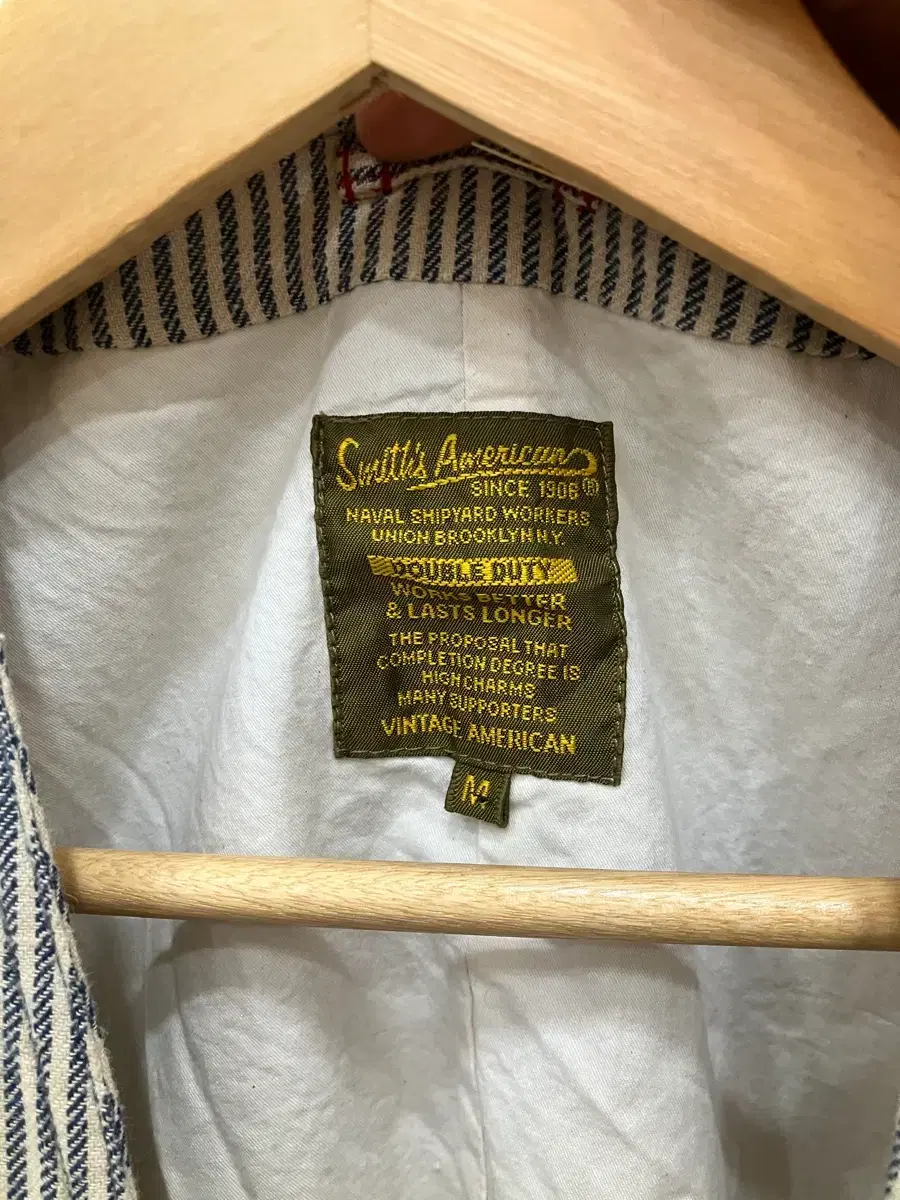 Smith's American
SINCE 1906 ®
NAVAL SHIPYARD WORKERS
UNION BROOKLYN N.Y.
DOUBLE DUTY
WORKS BETTER
& LASTS LONGER
THE PROPOSAL THAT
COMPLETION DEGREE IS
HIGH CHARMS
MANY SUPPORTERS
VINTAGE AMERICAN
M